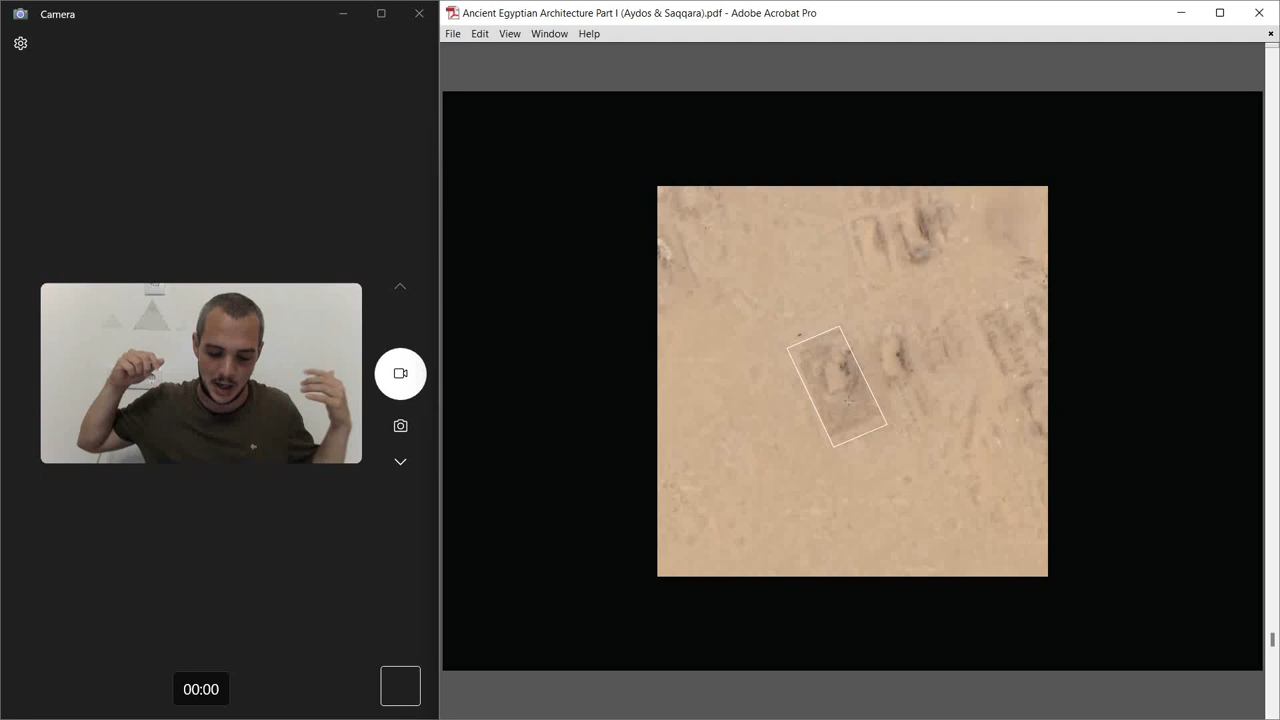 Camera
Ancient Egyptian Architecture Part I (Aydos & Saqqara).pdf - Adobe Acrobat Pro
File Edit View Window Help
00:00